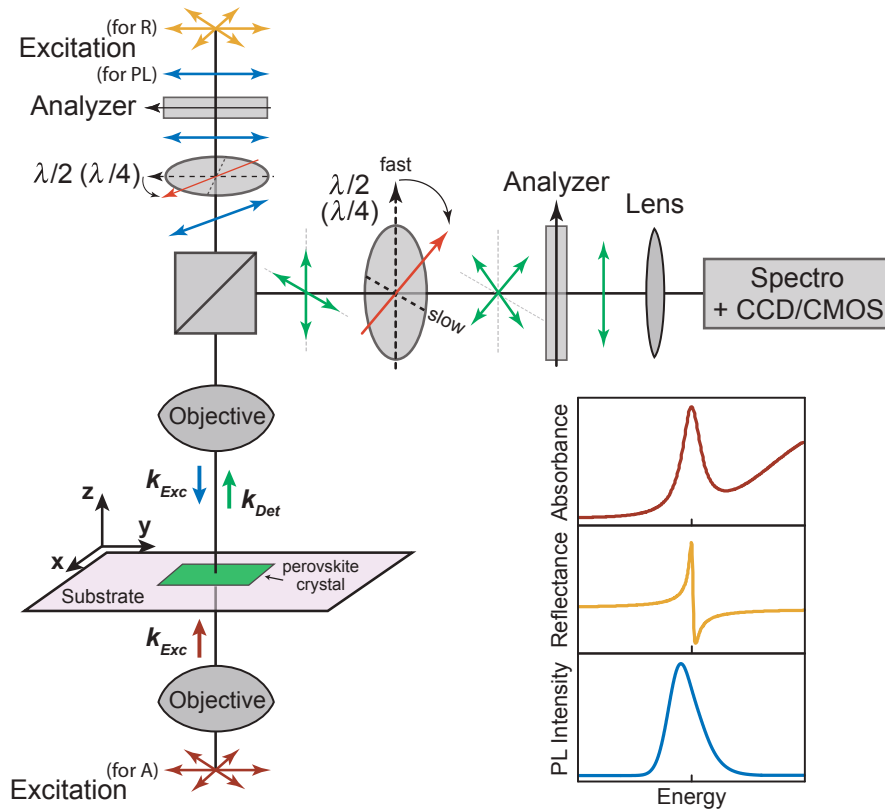 (for R)
Excitation
(for PL)
Analyzer
λ/2 (λ/4)
fast
λ/2
(λ/4)
slow
Analyzer
Lens
Spectro
+ CCD/CMOS
Objective
k_Exc
k_Det
z
y
x
perovskite
crystal
Substrate
k_Exc
Objective
(for A)
Excitation
Absorbance
Reflectance
PL Intensity
Energy